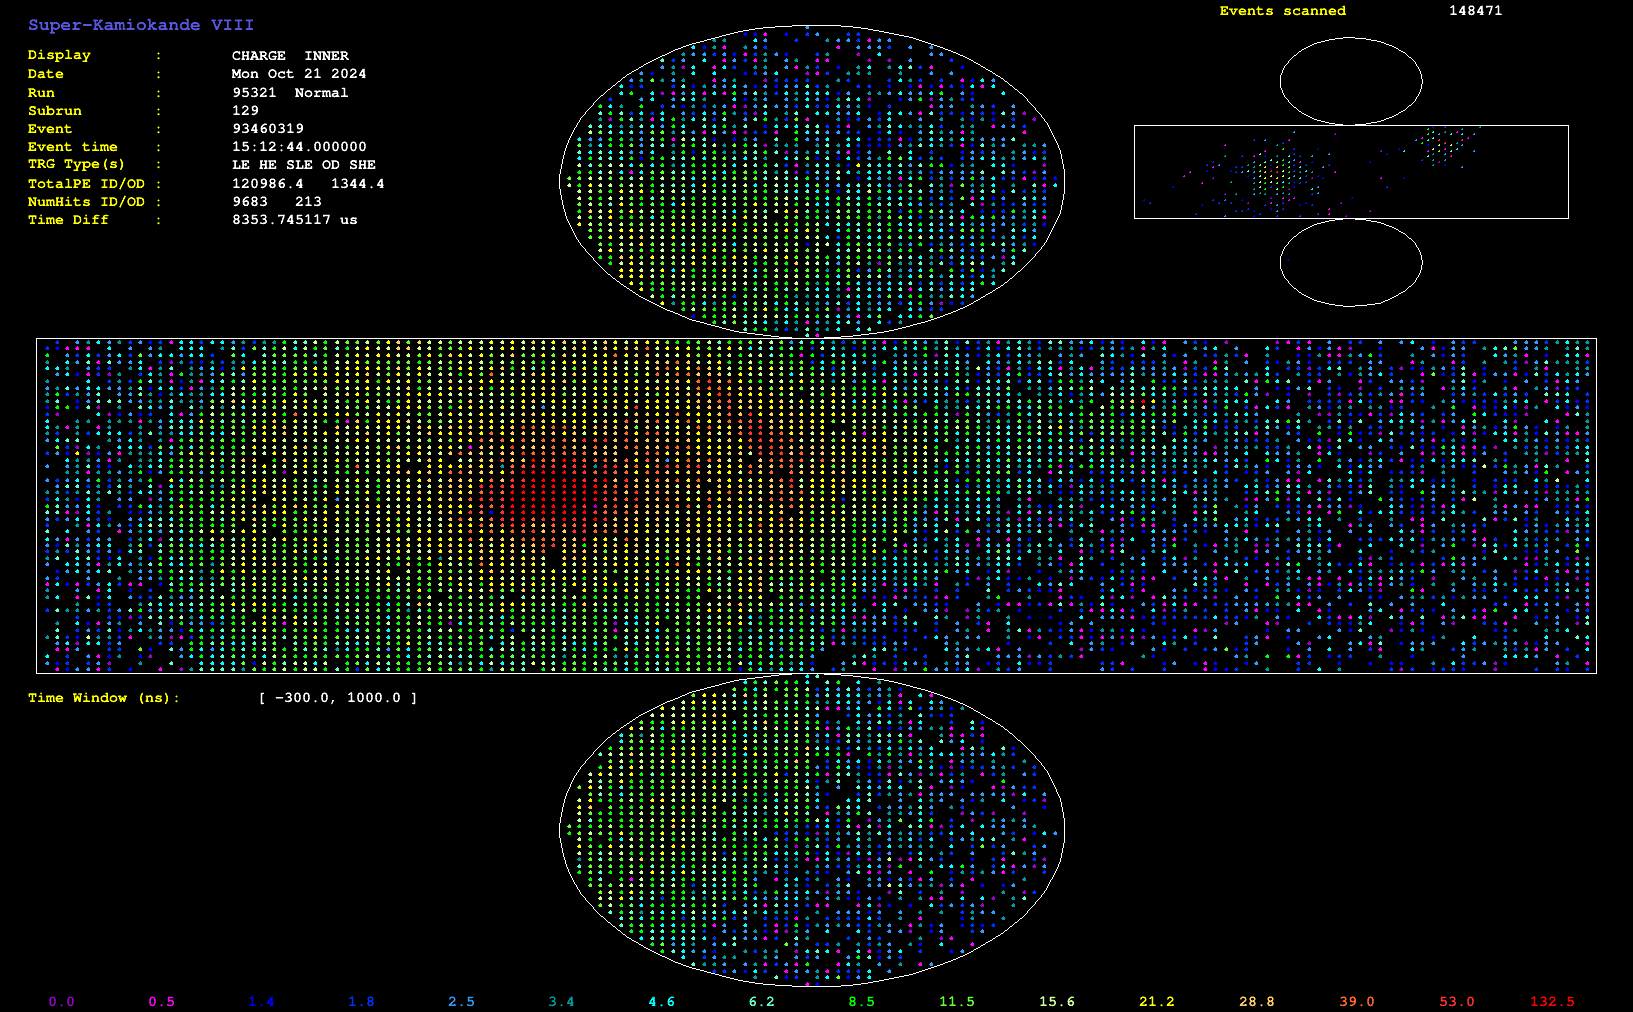 Super-Kamiokande VIII
Events scanned 148471
Display : CHARGE INNER
Date : Mon Oct 21 2024
Run : 95321 Normal
Subrun : 129
Event : 93460319
Event time : 15:12:44.000000
TRG Type(s) : LE HE SLE OD SHE
TotalPE ID/OD : 120986.4 1344.4
NumHits ID/OD : 9683 213
Time Diff : 8353.745117 us
Time Window (ns): [ −300.0, 1000.0 ]
0.0 0.5 1.4 1.8 2.5 3.4 4.6 6.2 8.5 11.5 15.6 21.2 28.8 39.0 53.0 132.5